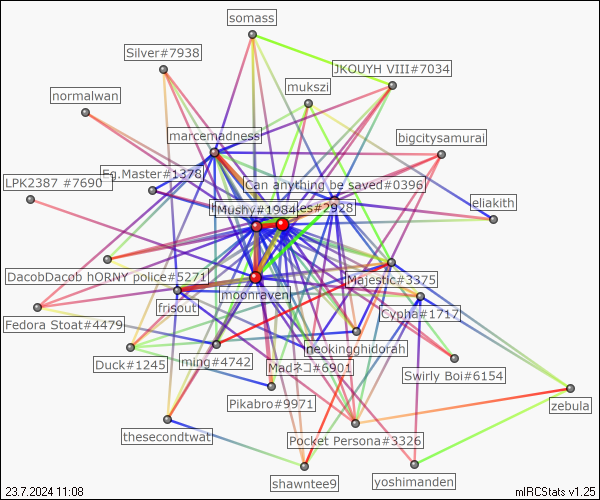 somass
Silver#7938
JKOUYH VIII#7034
mukszi
normalwan
marcemadness
bigcitysamurai
Eg.Master#1378
LPK2387 #7690
Can anything be saved#0396
jeliakith
Mushy#1984
es#2928
DacobDacob hORNY police#5271
moonraven
Majestic#3375
frisout
Cypha#1717
Fedora Stoat#4479
neokingghidorah
Duck#1245
ming#4742
Madネコ#6901
Swirly Boi#6154
Pikabro#9971
zebula
thesecondtwat
Pocket Persona#3326
shawntee9
yoshimanden
23.7.2024 11:08
mIRCStats v1.25